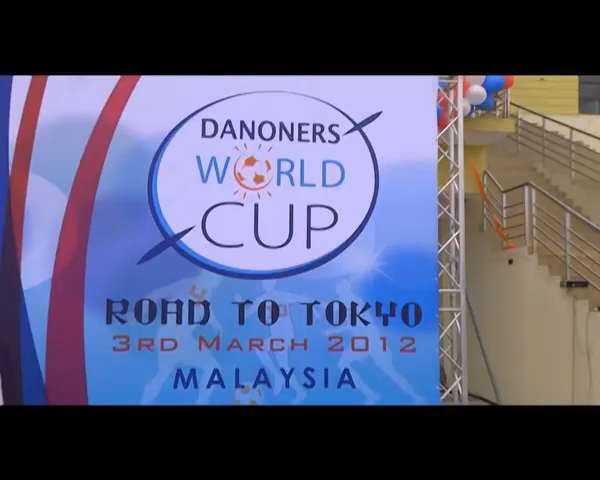 DANONERS
WORLD
CUP
ROAD TO TOKYO
3RD MARCH 2012
MALAYSIA